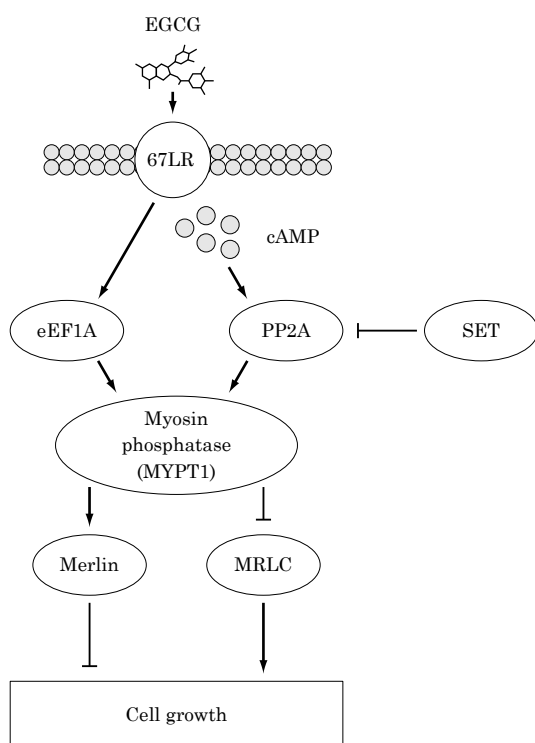 EGCG
67LR
cAMP
eEF1A
PP2A
SET
Myosin
phosphatase
(MYPT1)
Merlin
MRLC
Cell growth